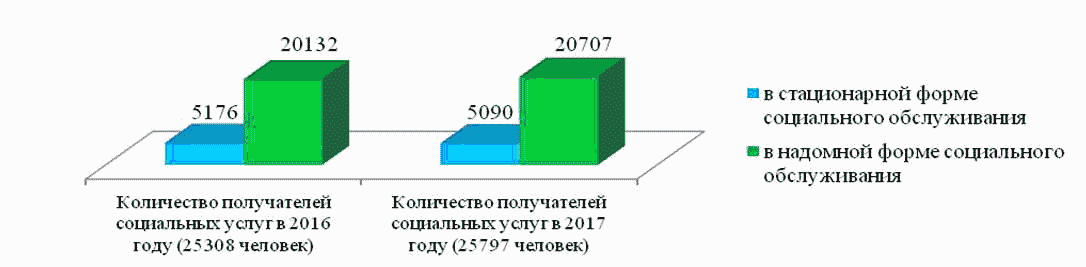 20132
20707
5176
5090
в стационарной форме
социального обслуживания
в надомной форме социального
обслуживания
Количество получателей
социальных услуг в 2016
году (25308 человек)
Количество получателей
социальных услуг в 2017
году (25797 человек)